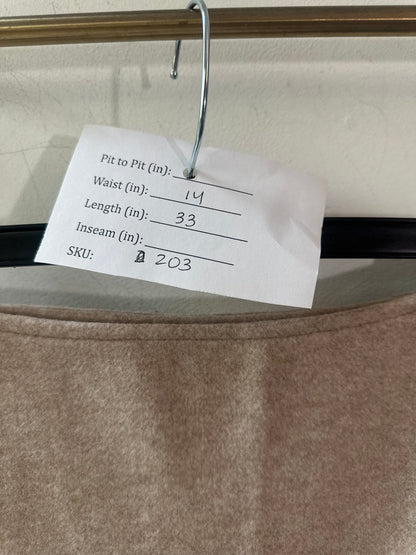 Pit to Pit (in):
Waist (in): 14
Length (in): 33
Inseam (in):
SKU: 203